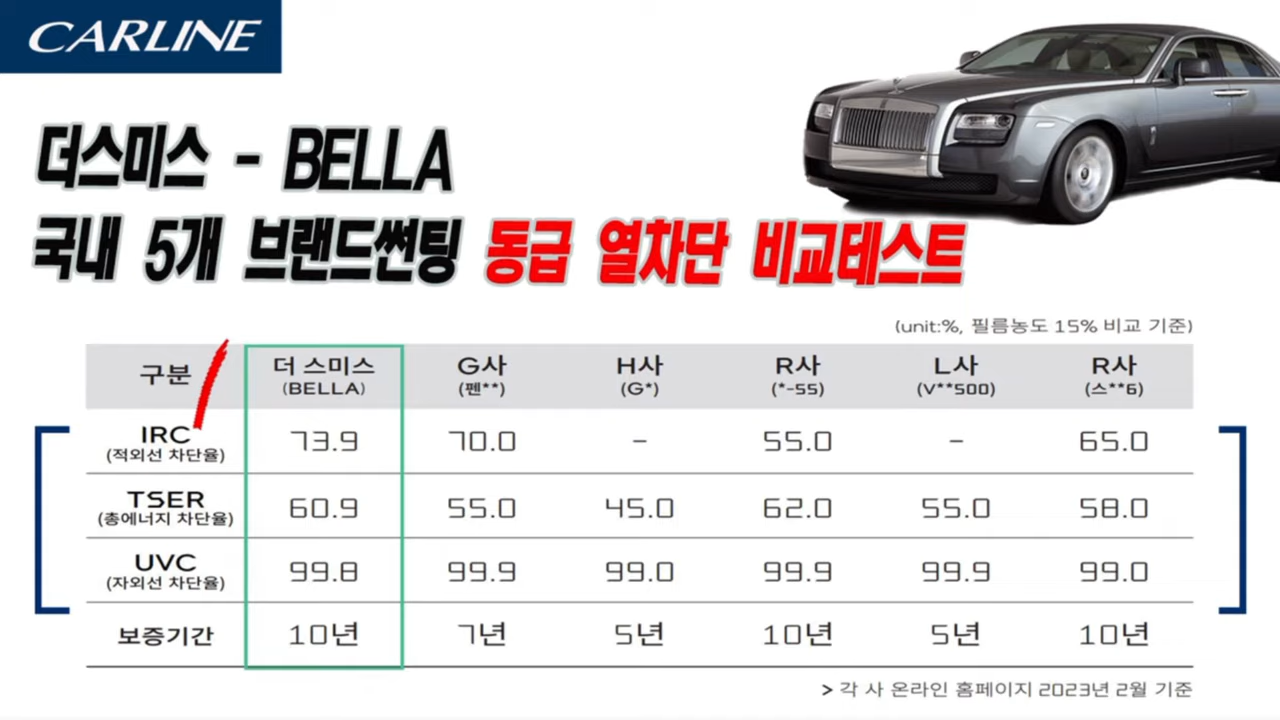 CARLINE
더스미스 - BELLA
국내 5개 브랜드썬팅 동급 열차단 비교테스트
(unit:%, 필름농도 15% 비교 기준)
구분 더 스미스 G사 H사 R사 L사 R사
(BELLA) (펜**) (G*) (*-55) (V**500) (스**6)
IRC 73.9 70.0 - 55.0 - 65.0
(적외선 차단율)
TSER 60.9 55.0 45.0 62.0 55.0 58.0
(총에너지 차단율)
UVC 99.8 99.9 99.0 99.9 99.9 99.0
(자외선 차단율)
보증기간 10년 7년 5년 10년 5년 10년
> 각 사 온라인 홈페이지 2023년 2월 기준